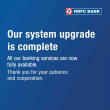 HDFC BANK
Our system upgrade
is complete
All our banking services are now
fully available.
Thank you for your patience
and cooperation.